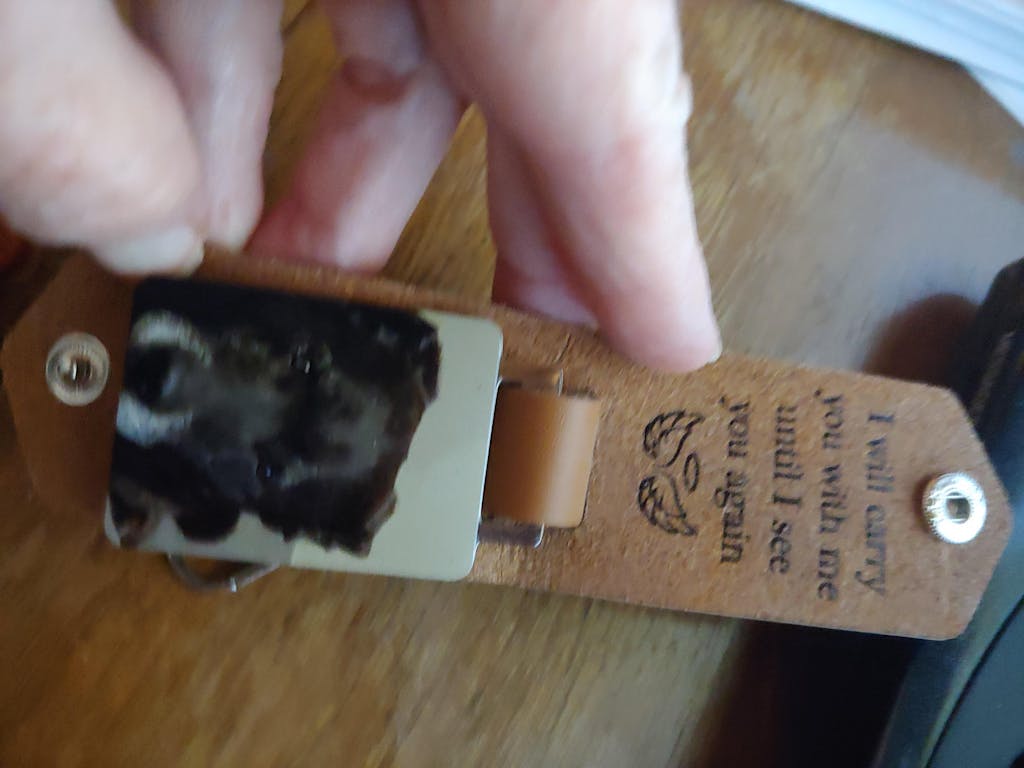 I will carry
you with me
until I see
you again